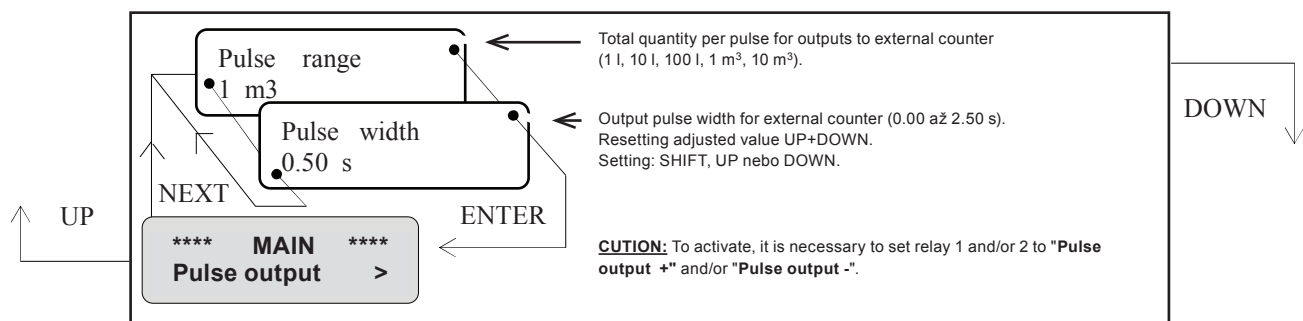 Pulse range
1 m3
Total quantity per pulse for outputs to external counter
(1 l, 10 l, 100 l, 1 m³, 10 m³).
Pulse width
0.50 s
Output pulse width for external counter (0.00 až 2.50 s).
Resetting adjusted value UP+DOWN.
Setting: SHIFT, UP nebo DOWN.
DOWN
NEXT
UP
ENTER
**** MAIN ****
Pulse output >
CUTION: To activate, it is necessary to set relay 1 and/or 2 to "Pulse
output +" and/or "Pulse output -".